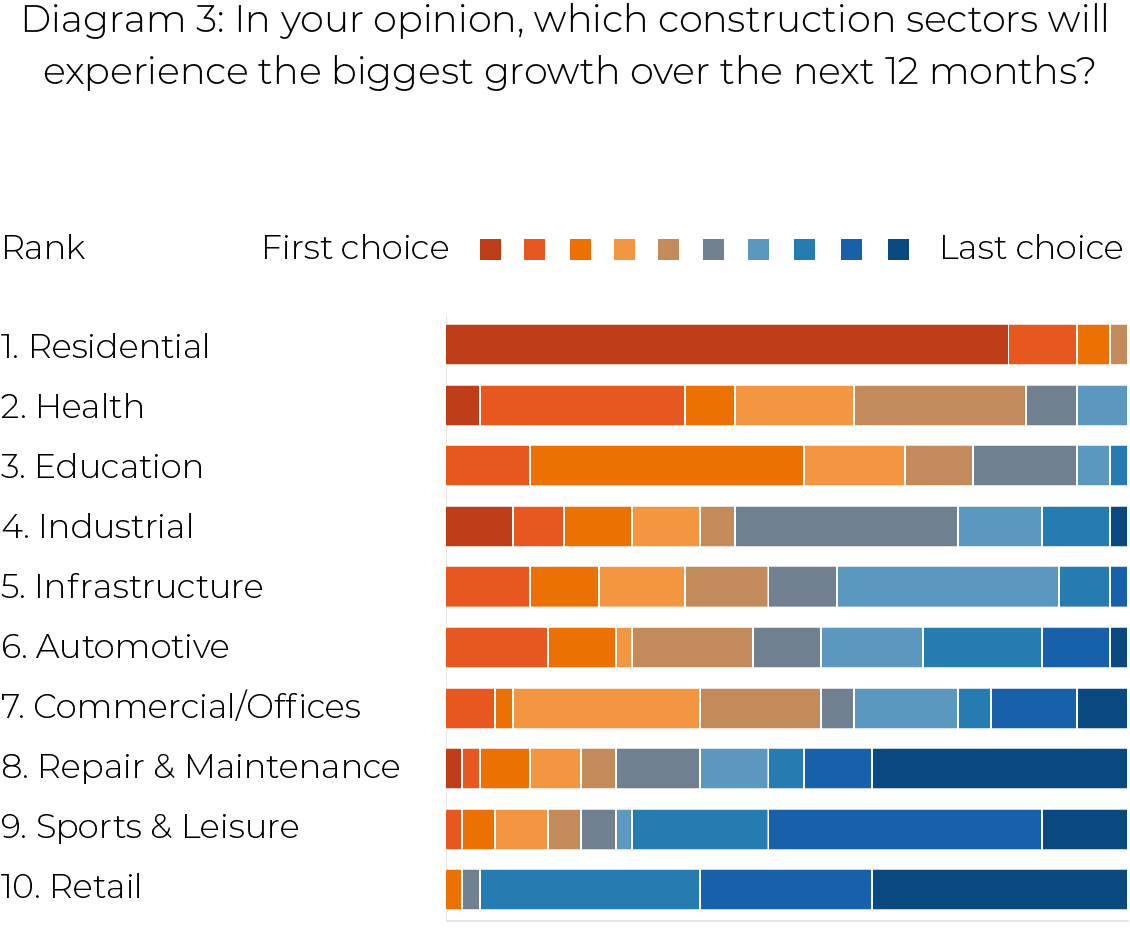 Diagram 3: In your opinion, which construction sectors will
experience the biggest growth over the next 12 months?
Rank First choice Last choice
1. Residential
2. Health
3. Education
4. Industrial
5. Infrastructure
6. Automotive
7. Commercial/Offices
8. Repair & Maintenance
9. Sports & Leisure
10. Retail